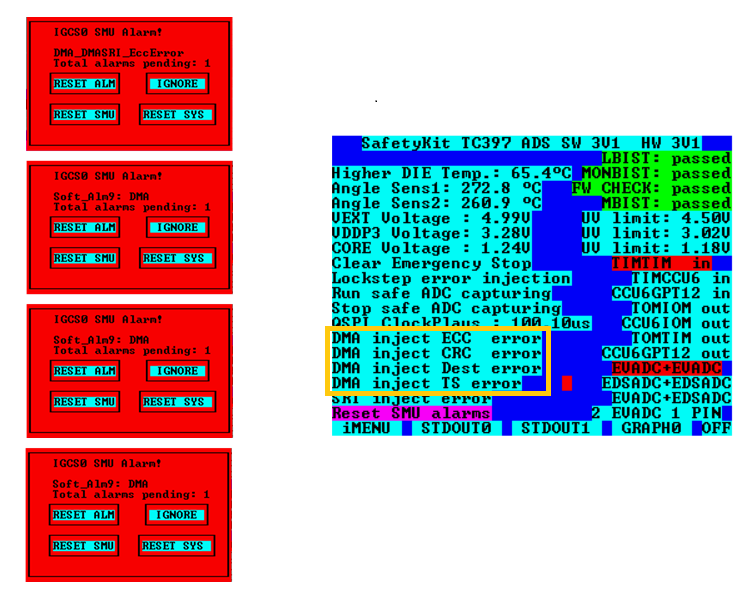 IGCS0 SMU Alarm!
DMA_DMASRI_EccError
Total alarms pending: 1
RESET ALM IGNORE
RESET SMU RESET SYS
IGCS0 SMU Alarm!
Soft_Alm9: DMA
Total alarms pending: 1
RESET ALM IGNORE
RESET SMU RESET SYS
IGCS0 SMU Alarm!
Soft_Alm9: DMA
Total alarms pending: 1
RESET ALM IGNORE
RESET SMU RESET SYS
IGCS0 SMU Alarm!
Soft_Alm9: DMA
Total alarms pending: 1
RESET ALM IGNORE
RESET SMU RESET SYS
SafetyKit TC397 ADS SW 3V1 HW 3V1
LBIST: passed
Higher DIE Temp.: 65.4ºC MONBIST: passed
Angle Sens1: 272.8 ºC FW CHECK: passed
Angle Sens2: 260.9 ºC MBIST: passed
VEXT Voltage : 4.99V UV limit: 4.50V
VDDP3 Voltage: 3.28V UV limit: 3.02V
CORE Voltage : 1.24V UV limit: 1.18V
Clear Emergency Stop TIMTIM in
Lockstep error injection TIMCCU6 in
Run safe ADC capturing CCU6GPT12 in
Stop safe ADC capturing TOMIOM out
QSPI ClockPlaus : 100 10us CCU6IOM out
DMA inject ECC error TOMTIM out
DMA inject CRC error CCU6GPT12 out
DMA inject Dest error EVADC+EVADC
DMA inject TS error EDSADC+EDSADC
SRI inject error EVADC+EDSADC
Reset SMU alarms 2 EVADC 1 PIN
iMENU STDOUT0 STDOUT1 GRAPH0 OFF